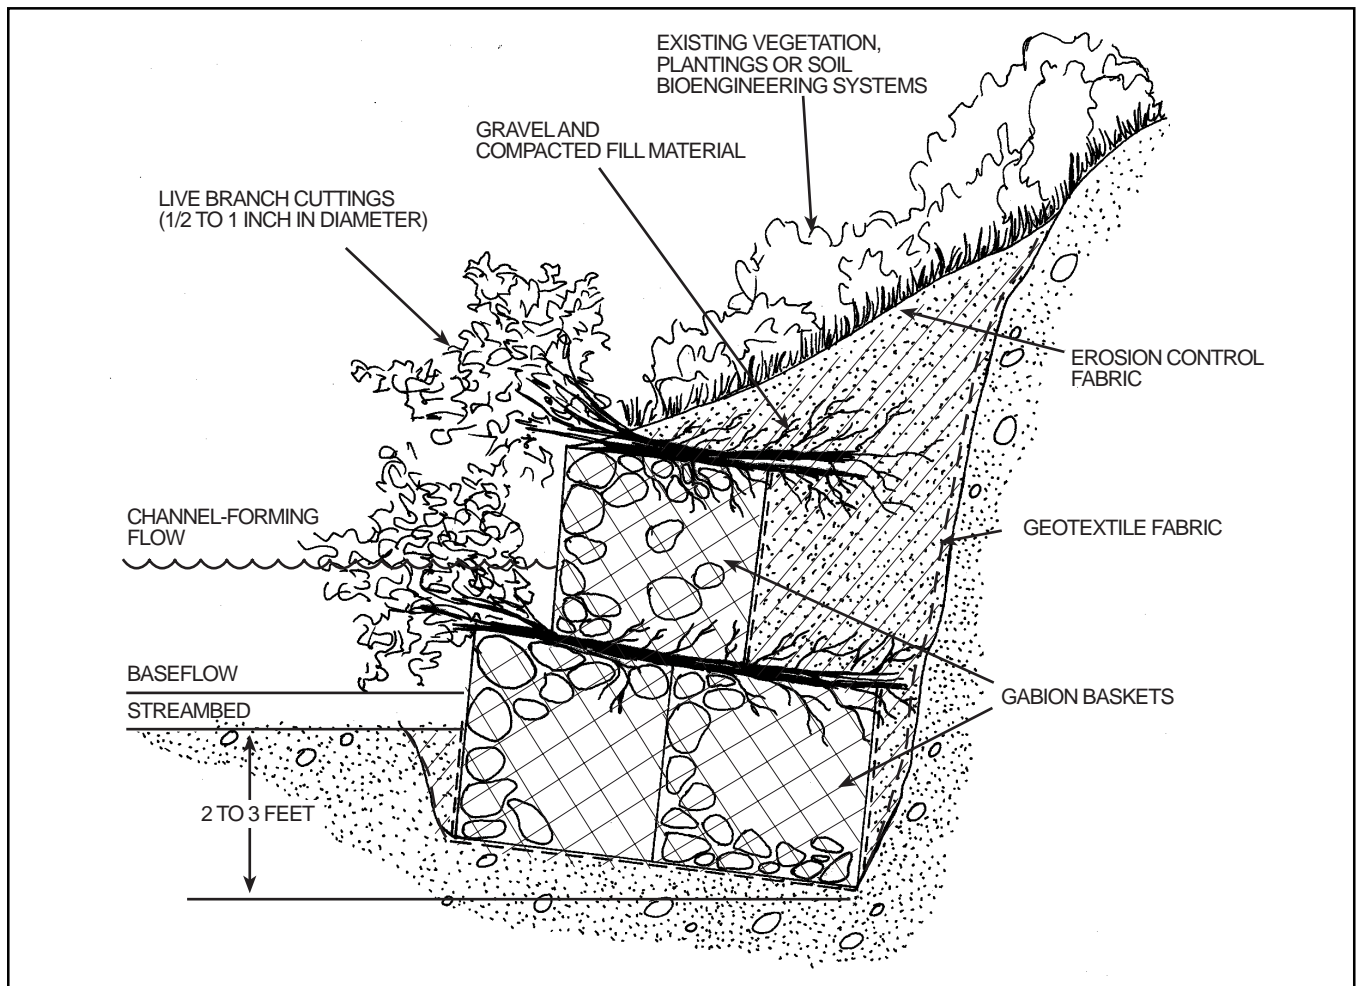 EXISTING VEGETATION,
PLANTINGS OR SOIL
BIOENGINEERING SYSTEMS
GRAVEL AND
COMPACTED FILL MATERIAL
LIVE BRANCH CUTTINGS
(1/2 TO 1 INCH IN DIAMETER)
EROSION CONTROL
FABRIC
CHANNEL-FORMING
FLOW
GEOTEXTILE FABRIC
BASEFLOW
GABION BASKETS
STREAMBED
2 TO 3 FEET